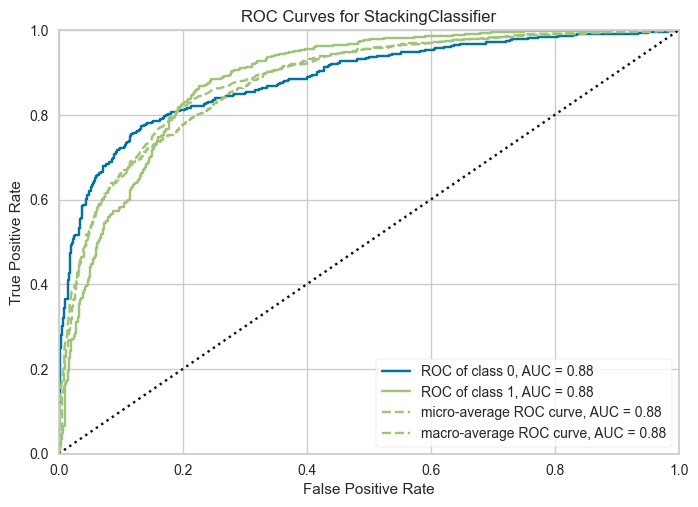 ROC Curves for StackingClassifier
True Positive Rate
1.0
0.8
0.6
0.4
0.2
0.0
ROC of class 0, AUC = 0.88
ROC of class 1, AUC = 0.88
micro-average ROC curve, AUC = 0.88
macro-average ROC curve, AUC = 0.88
0.0 0.2 0.4 0.6 0.8 1.0
False Positive Rate